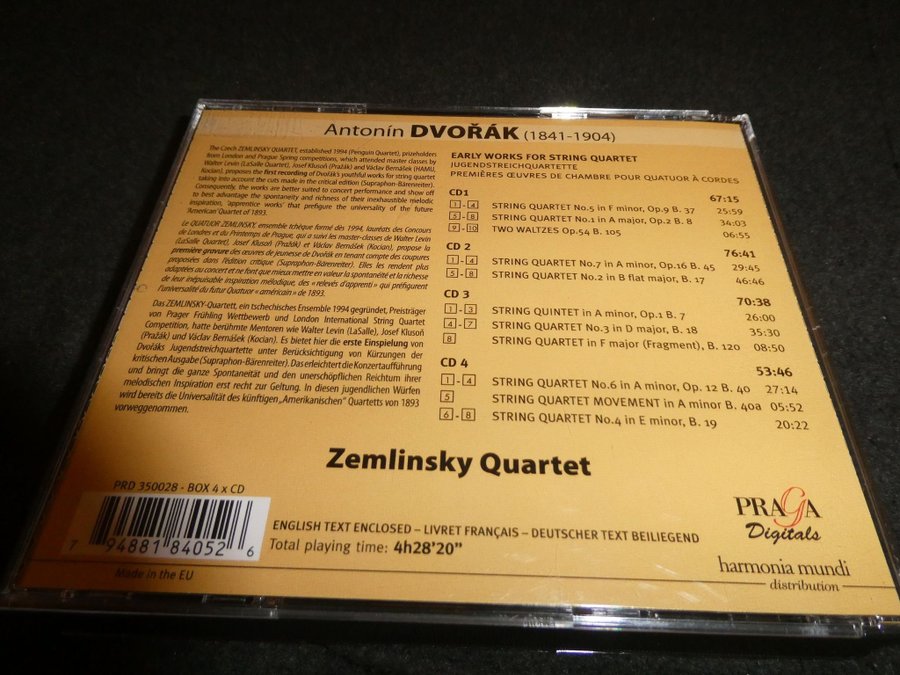 Antonín DVOŘÁK (1841-1904)
The Czech ZEMLINSKY QUARTET, established 1994 (Penguin Quartet), prizeholders
from London and Prague Spring competitions, which attended master classes by
Walter Levin (LaSalle Quartet), Josef Klusoň (Pražák) and Václav Bernášek (HAMU,
Kocian), proposes the first recording of Dvořák's youthful works for string quartet
taking into account the cuts made in the critical edition (Supraphon-Bärenreiter).
Consequently, the works are better suited to concert performance and show off
to best advantage the spontaneity and richness of their inexhaustible melodic
inspiration, 'apprentice works' that prefigure the universality of the future
'American' Quartet of 1893.
Le QUATUOR ZEMLINSKY, ensemble tchèque formé dès 1994, lauréats des Concours
de Londres et du Printemps de Prague, qui a suivi les master-classes de Walter Levin
(LaSalle Quartet), Josef Klusoň (Pražák) et Václav Bernášek (Kocian), propose la
première gravure des œuvres de jeunesse de Dvořák en tenant compte des coupures
proposées dans l'édition critique (Supraphon-Bärenreiter). Elles les rendent plus
adaptées au concert et ne font que mieux mettre en valeur la spontanéité et la richesse
de leur inépuisable inspiration mélodique, des «relevés d'apprenti» qui préfigurent
l'universalité du futur Quatuor «américain» de 1893.
Das ZEMLINSKY-Quartett, ein tschechisches Ensemble 1994 gegründet, Preisträger
von Prager Frühling Wettbewerb und London International String Quartet
Competition, hatte berühmte Mentoren wie Walter Levin (LaSalle), Josef Klusoň
(Pražák) und Václav Bernášek (Kocian). Es bietet hier die erste Einspielung von
Dvořáks Jugendstreichquartette unter Berücksichtigung von Kürzungen der
kritischen Ausgabe (Supraphon-Bärenreiter). Das erleichtert die Konzertaufführung
und bringt die ganze Spontaneität und den unerschöpflichen Reichtum ihrer
melodischen Inspiration erst recht zur Geltung. In diesen jugendlichen Würfen
wird bereits die Universalität des künftigen „Amerikanischen" Quartetts von 1893
vorweggenommen.
EARLY WORKS FOR STRING QUARTET
JUGENDSTREICHQUARTETTE
PREMIÈRES ŒUVRES DE CHAMBRE POUR QUATUOR À CORDES
CD1 67:15
1 - 4 STRING QUARTET No.5 in F minor, Op.9 B. 37 25:59
5 - 8 STRING QUARTET No.1 in A major, Op.2 B. 8 34:03
9 - 10 TWO WALTZES Op.54 B. 105 06:55
CD 2 76:41
1 - 4 STRING QUARTET No.7 in A minor, Op.16 B. 45 29:45
5 - 8 STRING QUARTET No.2 in B flat major, B. 17 46:46
CD 3 70:38
1 - 3 STRING QUINTET in A minor, Op.1 B. 7 26:00
4 - 7 STRING QUARTET No.3 in D major, B. 18 35:30
8 STRING QUARTET in F major (Fragment), B. 120 08:50
CD 4 53:46
1 - 4 STRING QUARTET No.6 in A minor, Op. 12 B. 40 27:14
5 STRING QUARTET MOVEMENT in A minor B. 40a 05:52
6 - 8 STRING QUARTET No.4 in E minor, B. 19 20:22
Zemlinsky Quartet
PRD 350028 - BOX 4 x CD
7 94881 84052 6
Made in the EU
ENGLISH TEXT ENCLOSED – LIVRET FRANÇAIS – DEUTSCHER TEXT BEILIEGEND
Total playing time: 4h28'20"
PRAGA
Digitals
harmonia mundi
distribution